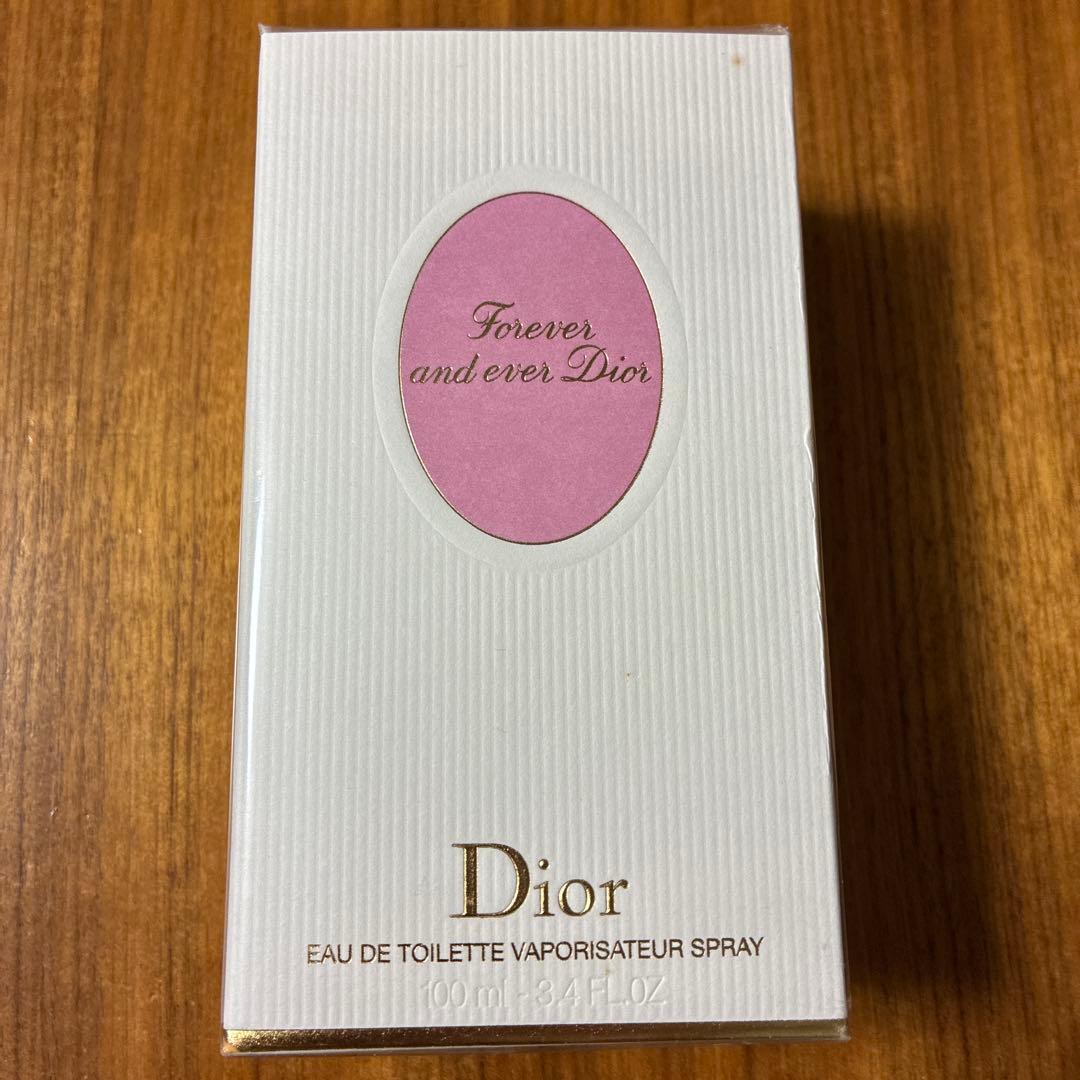 Forever
and ever Dior
Dior
EAU DE TOILETTE VAPORISATEUR SPRAY
100 ml - 3.4 FL.OZ